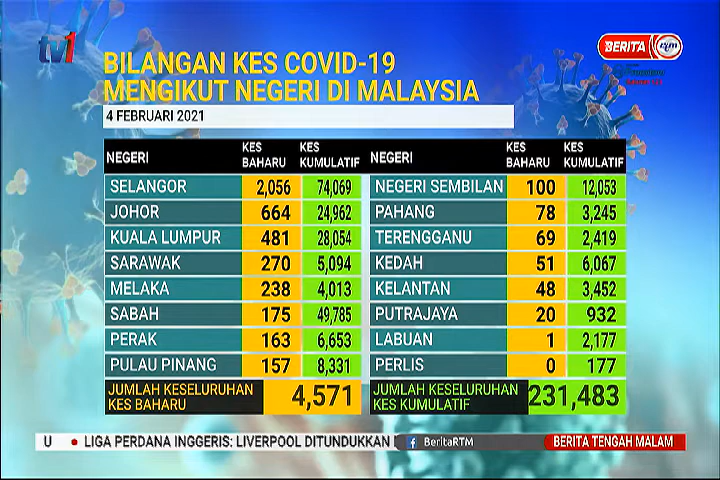 tv1
BERITA rtm
BILANGAN KES COVID-19
MENGIKUT NEGERI DI MALAYSIA
4 FEBRUARI 2021
NEGERI KES BAHARU KES KUMULATIF NEGERI KES BAHARU KES KUMULATIF
SELANGOR 2,056 74,069 NEGERI SEMBILAN 100 12,053
JOHOR 664 24,962 PAHANG 78 3,245
KUALA LUMPUR 481 28,054 TERENGGANU 69 2,419
SARAWAK 270 5,094 KEDAH 51 6,067
MELAKA 238 4,013 KELANTAN 48 3,452
SABAH 175 49,785 PUTRAJAYA 20 932
PERAK 163 6,653 LABUAN 1 2,177
PULAU PINANG 157 8,331 PERLIS 0 177
JUMLAH KESELURUHAN KES BAHARU 4,571 JUMLAH KESELURUHAN KES KUMULATIF 231,483
U • LIGA PERDANA INGGERIS: LIVERPOOL DITUNDUKKAN f BeritaRTM BERITA TENGAH MALAM